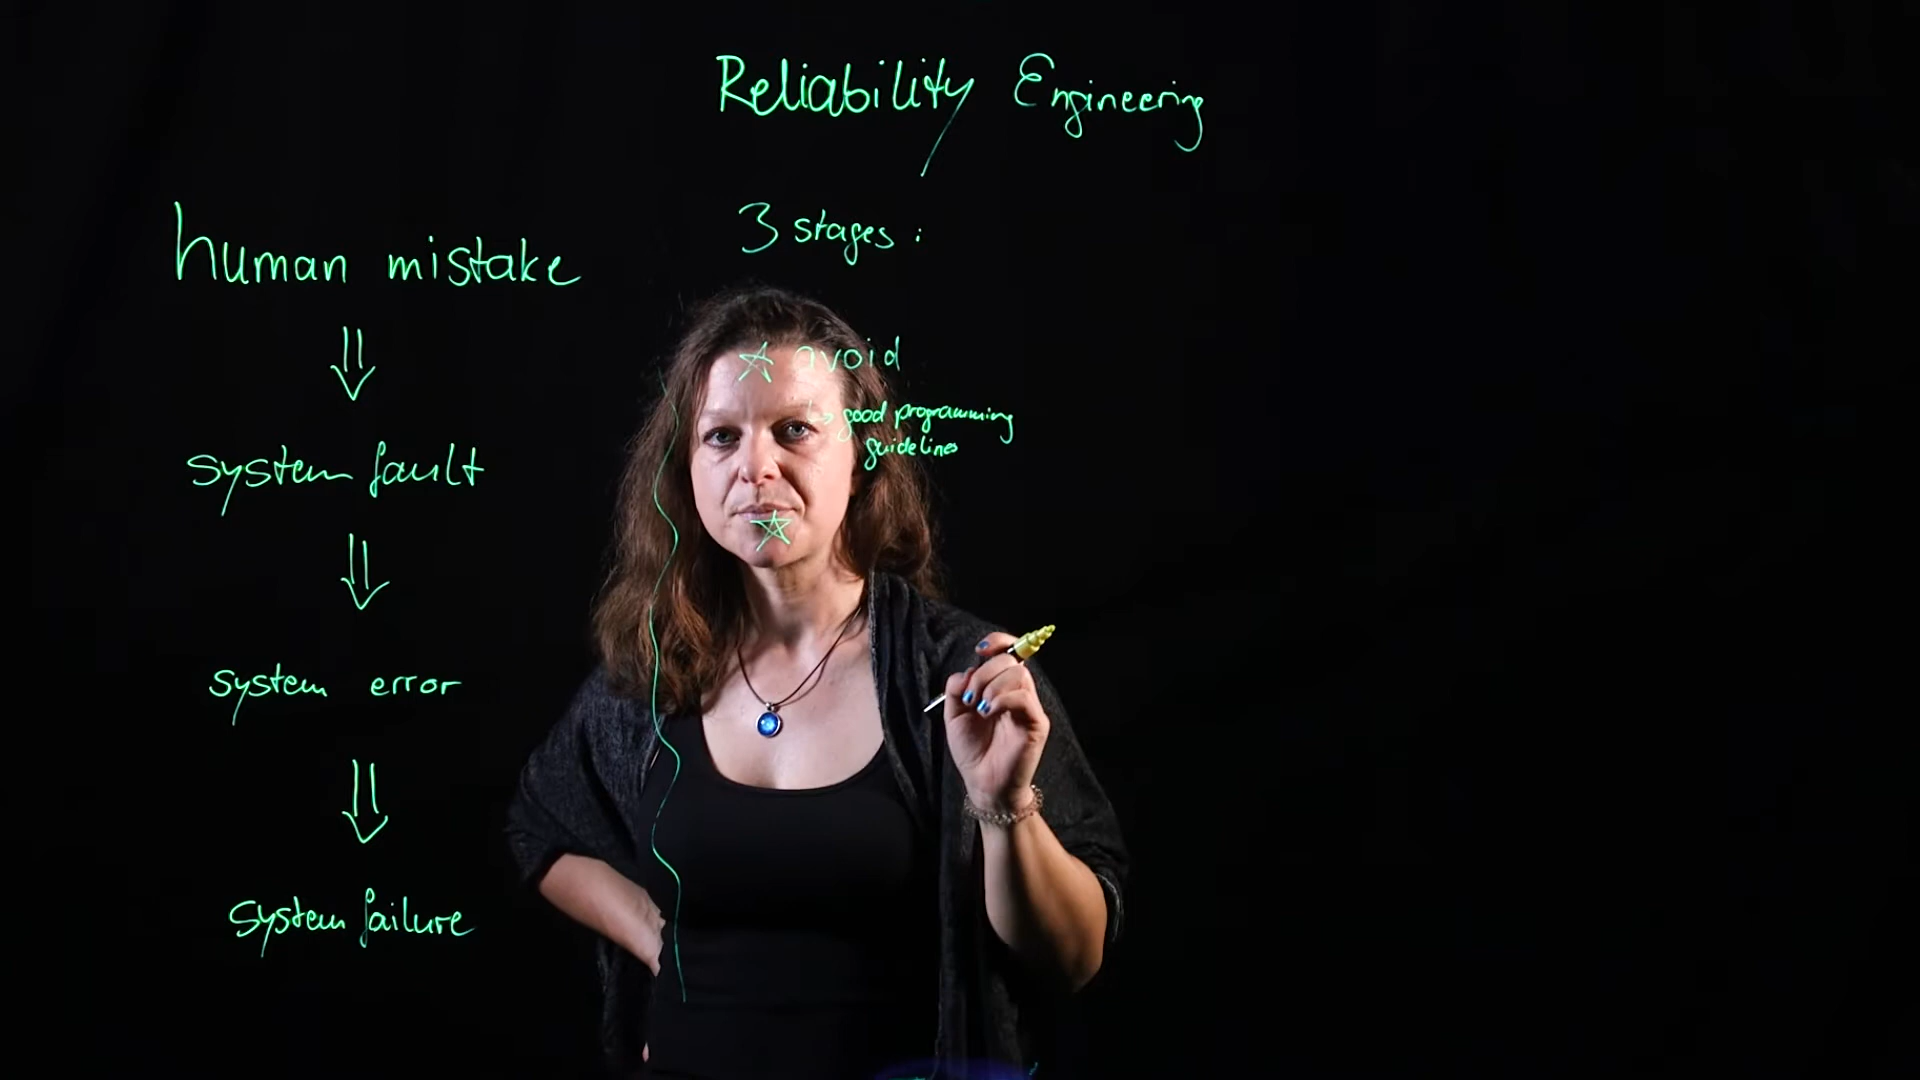 Reliability Engineering
human mistake
⇓
system fault
⇓
system error
⇓
system failure
3 stages :
☆ avoid
↳ good programming
guidelines
☆